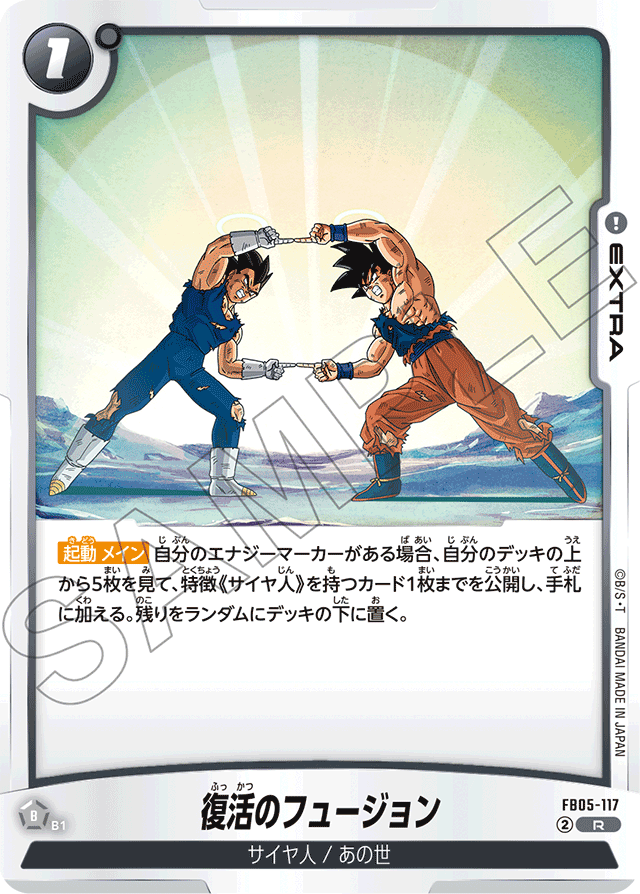 1
EXTRA
SAMPLE
起動 メイン 自分のエナジーマーカーがある場合、自分のデッキの上
から5枚を見て、特徴《サイヤ人》を持つカード1枚までを公開し、手札
に加える。残りをランダムにデッキの下に置く。
©B/S・T BANDAI MADE IN JAPAN
復活のフュージョン
ふっ かつ
B
B1
FB05-117
2 R
サイヤ人 / あの世